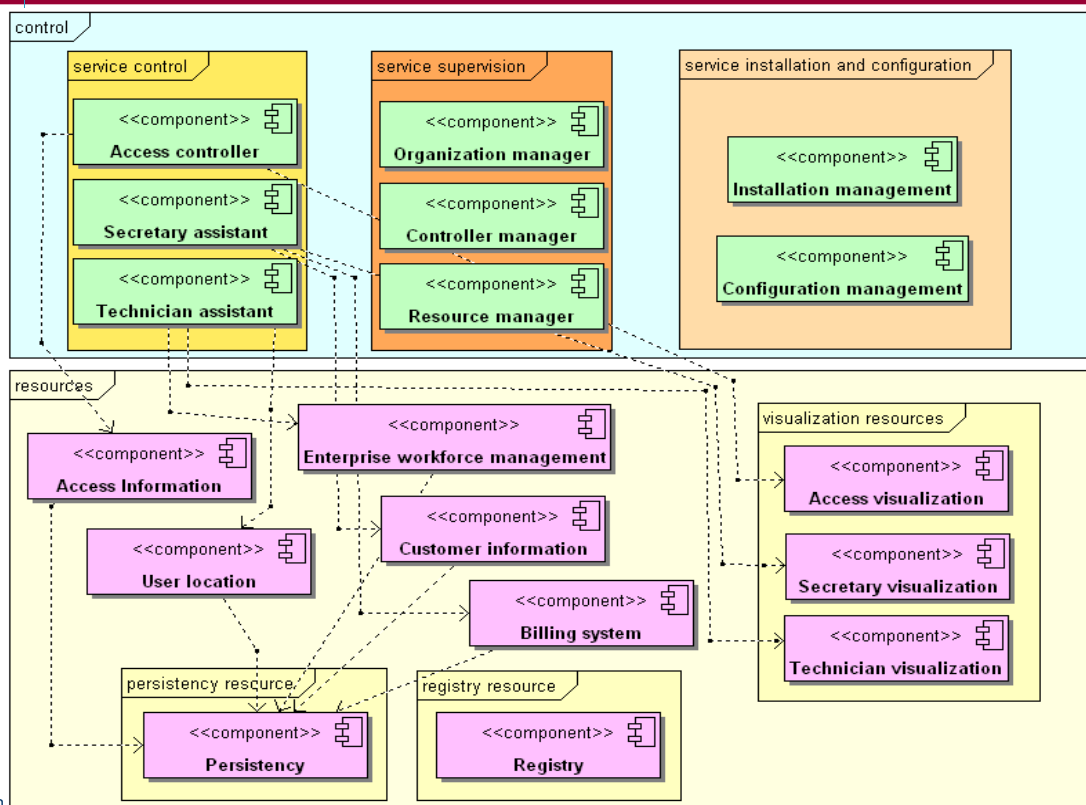 control
service control
<<component>>
Access controller
<<component>>
Secretary assistant
<<component>>
Technician assistant
service supervision
<<component>>
Organization manager
<<component>>
Controller manager
<<component>>
Resource manager
service installation and configuration
<<component>>
Installation management
<<component>>
Configuration management
resources
<<component>>
Access Information
<<component>>
Enterprise workforce management
<<component>>
Customer information
<<component>>
User location
<<component>>
Billing system
visualization resources
<<component>>
Access visualization
<<component>>
Secretary visualization
<<component>>
Technician visualization
persistency resource
<<component>>
Persistency
registry resource
<<component>>
Registry